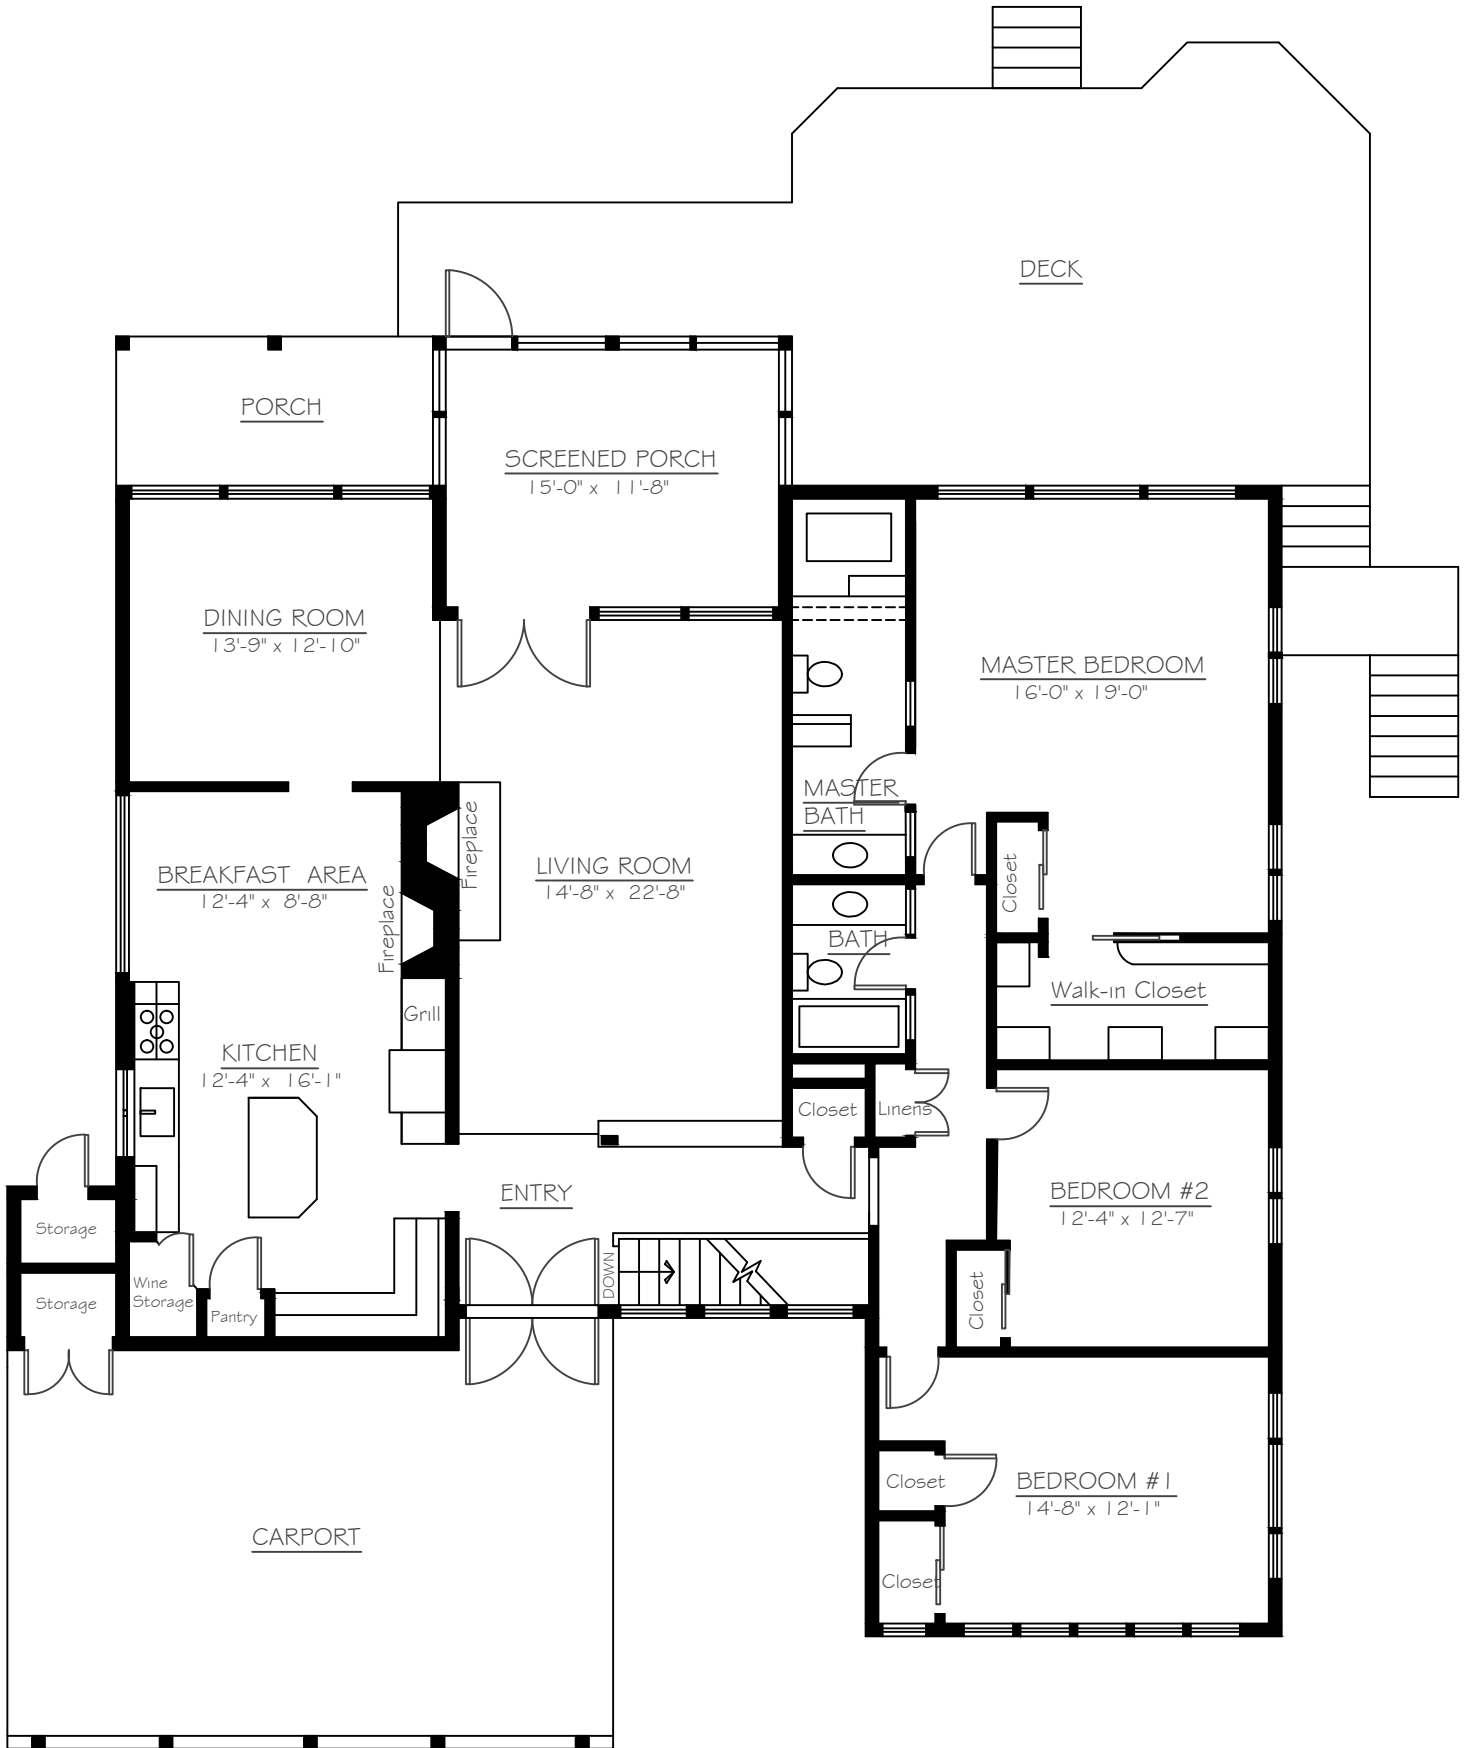 DECK
PORCH
SCREENED PORCH
15'-0" x 11'-8"
DINING ROOM
13'-9" x 12'-10"
MASTER BEDROOM
16'-0" x 19'-0"
MASTER
BATH
Fireplace
LIVING ROOM
14'-8" x 22'-8"
BREAKFAST AREA
12'-4" x 8'-8"
Fireplace
Closet
BATH
Walk-in Closet
Grill
KITCHEN
12'-4" x 16'-1"
Closet
Linens
ENTRY
BEDROOM #2
12'-4" x 12'-7"
Storage
DOWN
Wine
Storage
Storage
Pantry
Closet
Closet
BEDROOM #1
14'-8" x 12'-1"
CARPORT
Closet